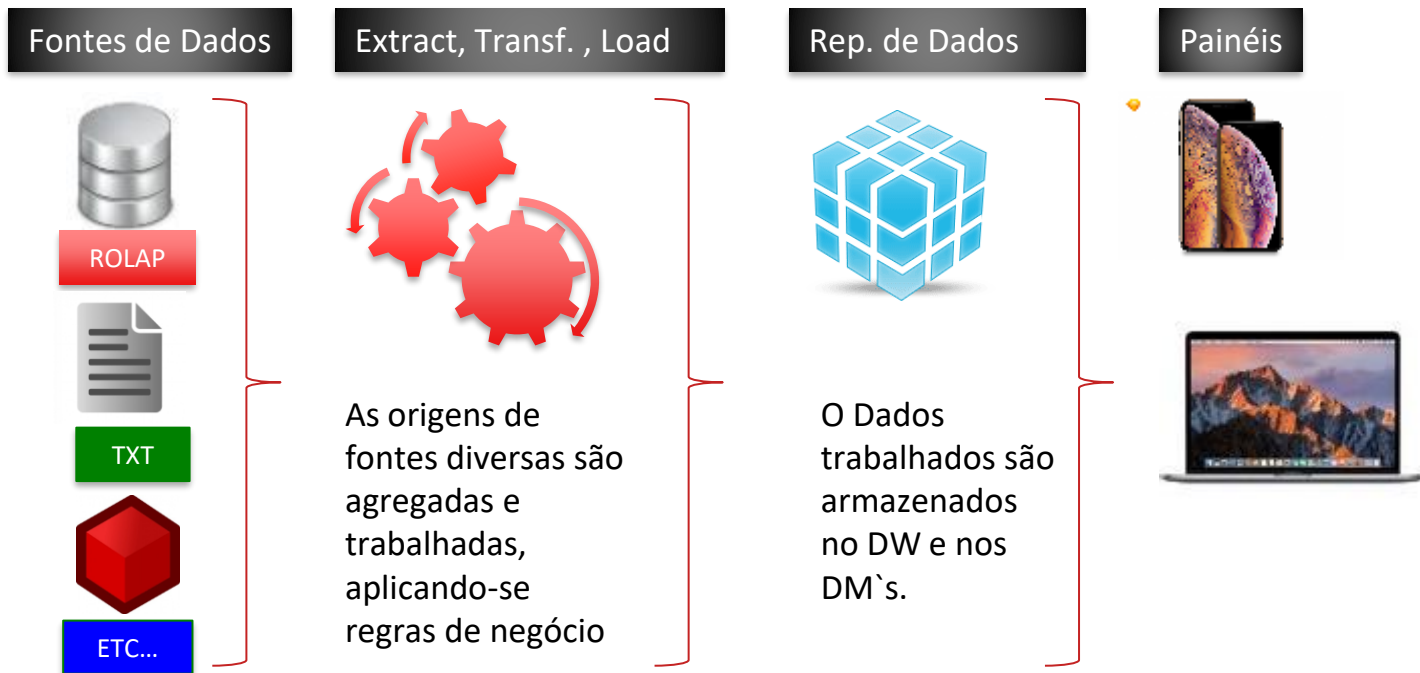 Fontes de Dados
Extract, Transf. , Load
Rep. de Dados
Painéis
ROLAP
TXT
ETC...
As origens de
fontes diversas são
agregadas e
trabalhadas,
aplicando-se
regras de negócio
O Dados
trabalhados são
armazenados
no DW e nos
DM`s.